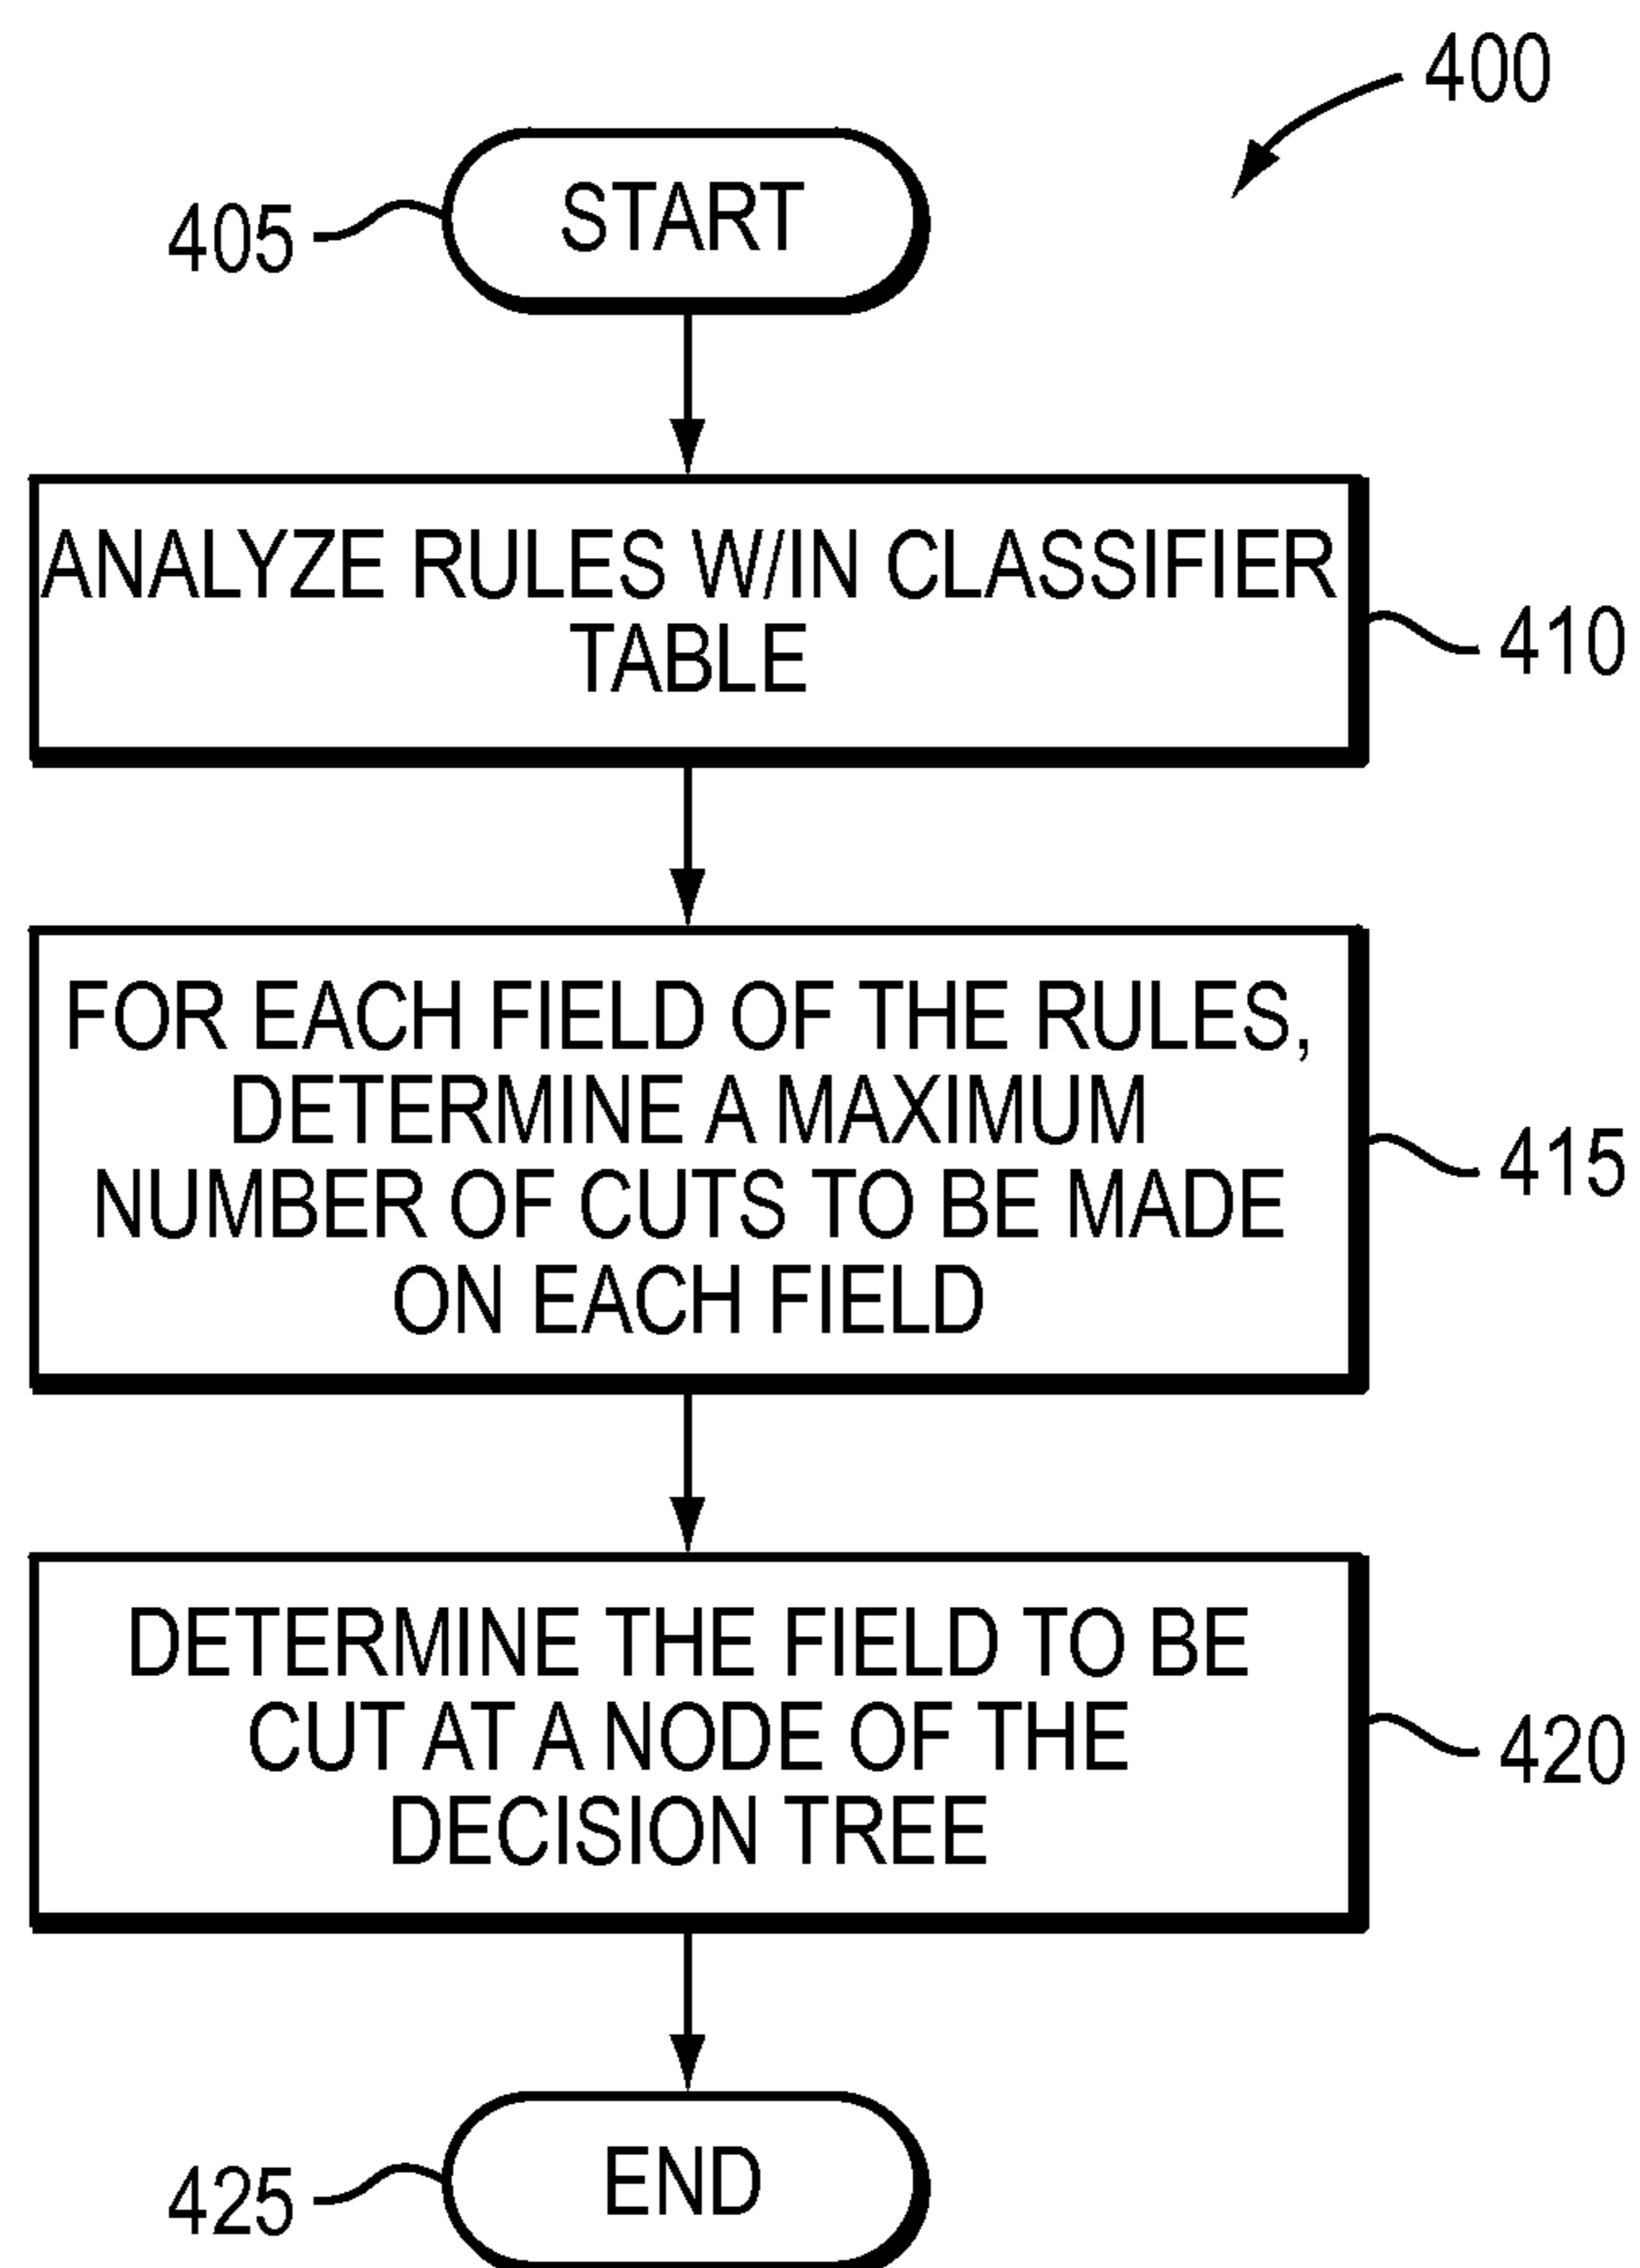 400
405
START
ANALYZE RULES W/IN CLASSIFIER
TABLE
410
FOR EACH FIELD OF THE RULES,
DETERMINE A MAXIMUM
NUMBER OF CUTS TO BE MADE
ON EACH FIELD
415
DETERMINE THE FIELD TO BE
CUT AT A NODE OF THE
DECISION TREE
420
425
END